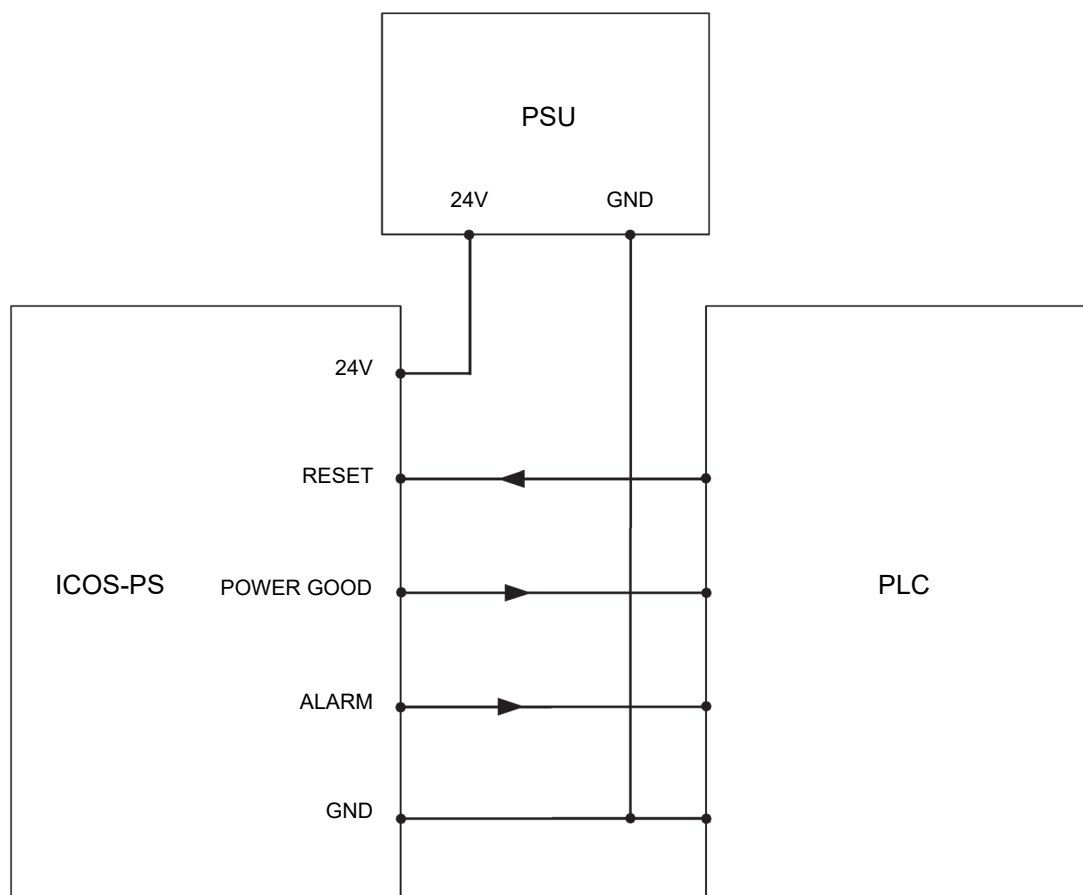 PSU
24V GND
24V
RESET
ICOS-PS POWER GOOD PLC
ALARM
GND